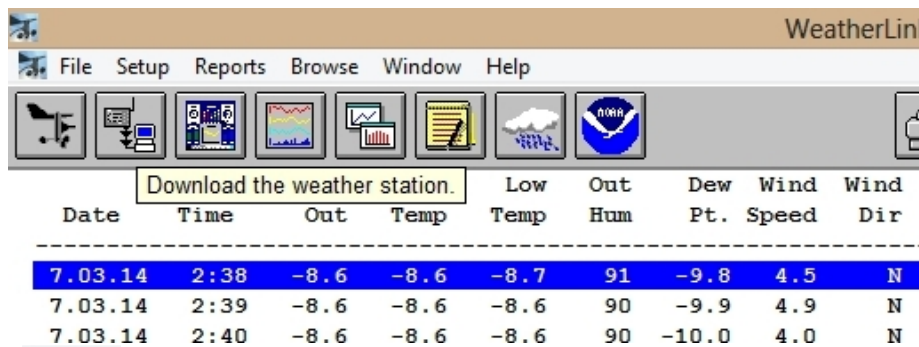 WeatherLin
File Setup Reports Browse Window Help
NOAA
Download the weather station. Low Out Dew Wind Wind
Date Time Out Temp Temp Hum Pt. Speed Dir
7.03.14 2:38 -8.6 -8.6 -8.7 91 -9.8 4.5 N
7.03.14 2:39 -8.6 -8.6 -8.6 90 -9.9 4.9 N
7.03.14 2:40 -8.6 -8.6 -8.6 90 -10.0 4.0 N